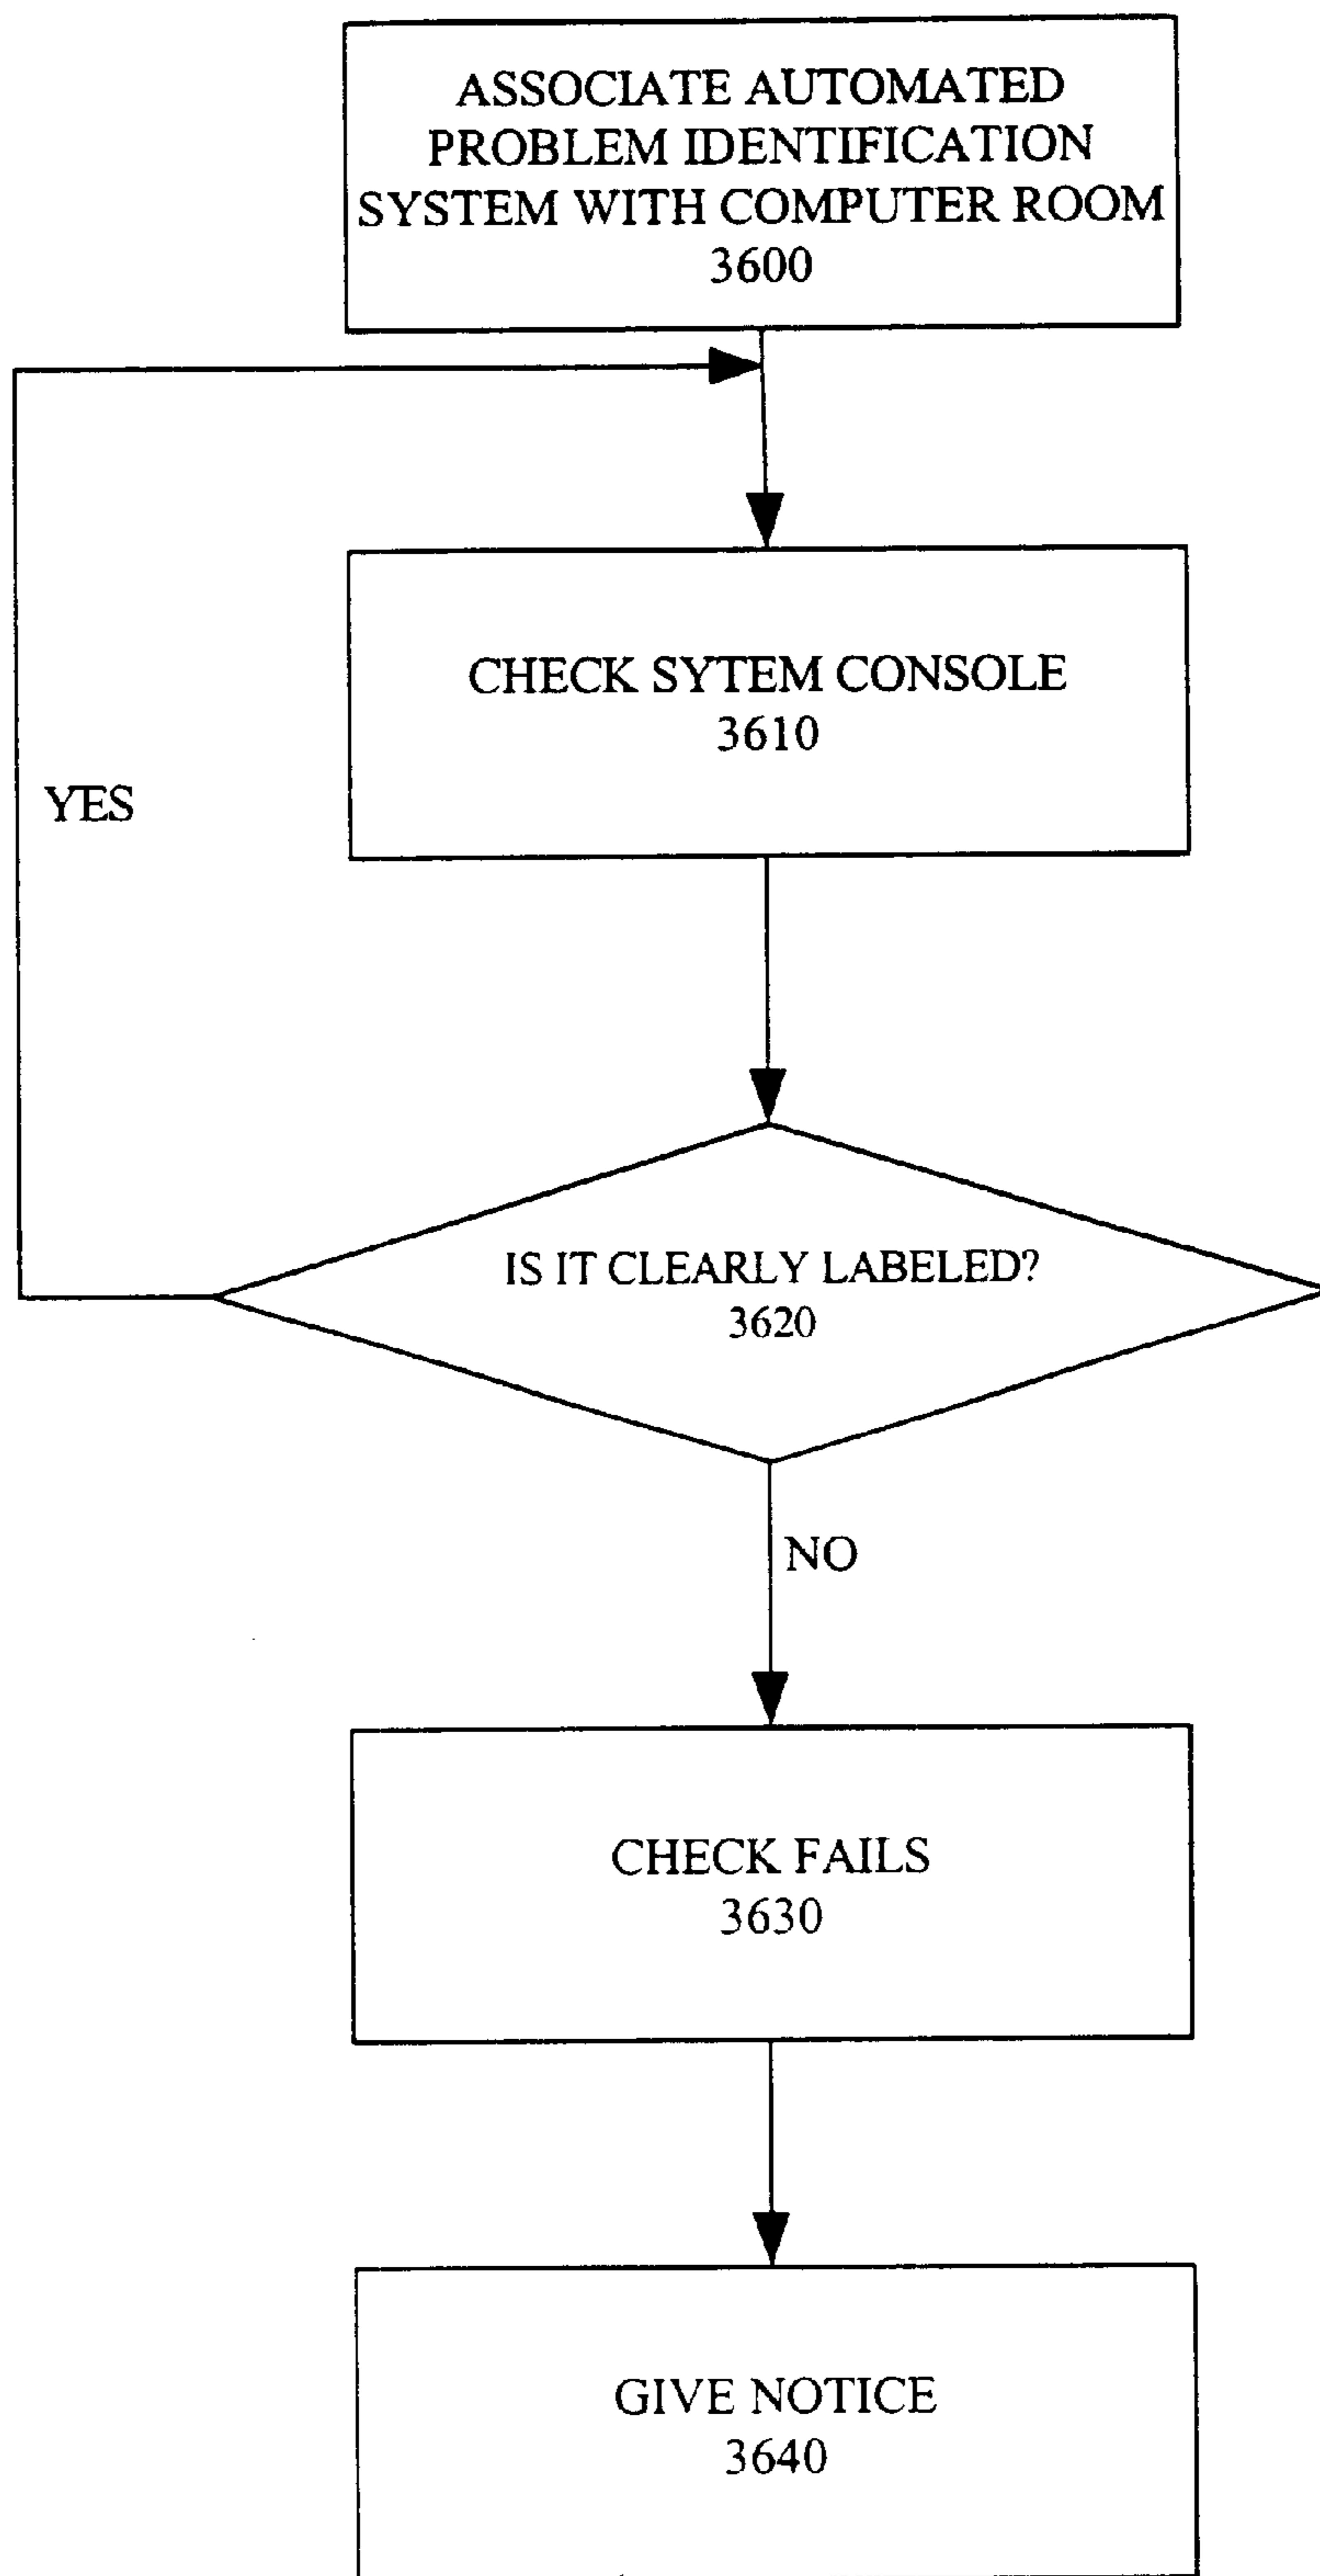 ASSOCIATE AUTOMATED
PROBLEM IDENTIFICATION
SYSTEM WITH COMPUTER ROOM
3600
CHECK SYTEM CONSOLE
3610
YES
IS IT CLEARLY LABELED?
3620
NO
CHECK FAILS
3630
GIVE NOTICE
3640